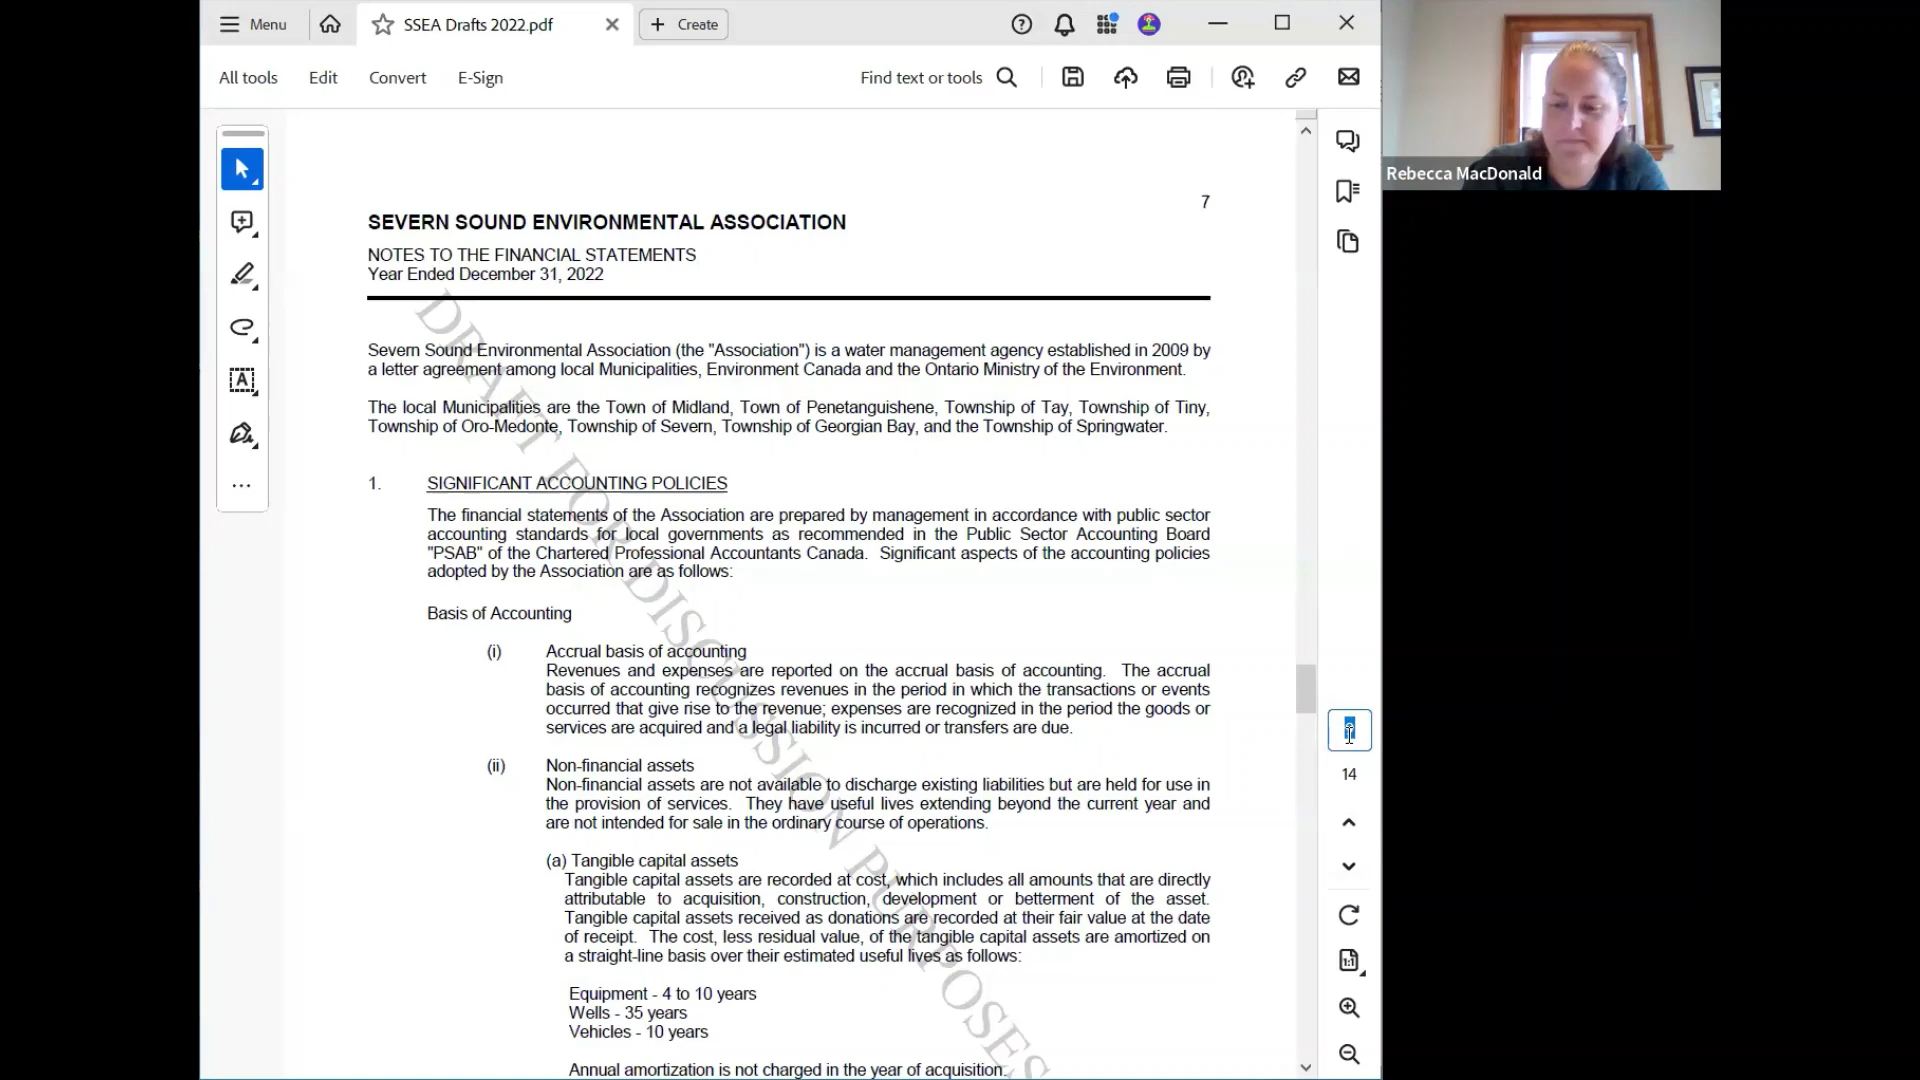 Menu
SSEA Drafts 2022.pdf
Create
All tools
Edit
Convert
E-Sign
Find text or tools
Rebecca MacDonald
7
SEVERN SOUND ENVIRONMENTAL ASSOCIATION
NOTES TO THE FINANCIAL STATEMENTS
Year Ended December 31, 2022
Severn Sound Environmental Association (the "Association") is a water management agency established in 2009 by
a letter agreement among local Municipalities, Environment Canada and the Ontario Ministry of the Environment.
The local Municipalities are the Town of Midland, Town of Penetanguishene, Township of Tay, Township of Tiny,
Township of Oro-Medonte, Township of Severn, Township of Georgian Bay, and the Township of Springwater.
1. SIGNIFICANT ACCOUNTING POLICIES
The financial statements of the Association are prepared by management in accordance with public sector
accounting standards for local governments as recommended in the Public Sector Accounting Board
"PSAB" of the Chartered Professional Accountants Canada. Significant aspects of the accounting policies
adopted by the Association are as follows:
Basis of Accounting
(i) Accrual basis of accounting
Revenues and expenses are reported on the accrual basis of accounting. The accrual
basis of accounting recognizes revenues in the period in which the transactions or events
occurred that give rise to the revenue; expenses are recognized in the period the goods or
services are acquired and a legal liability is incurred or transfers are due.
(ii) Non-financial assets
Non-financial assets are not available to discharge existing liabilities but are held for use in
the provision of services. They have useful lives extending beyond the current year and
are not intended for sale in the ordinary course of operations.
(a) Tangible capital assets
Tangible capital assets are recorded at cost, which includes all amounts that are directly
attributable to acquisition, construction, development or betterment of the asset.
Tangible capital assets received as donations are recorded at their fair value at the date
of receipt. The cost, less residual value, of the tangible capital assets are amortized on
a straight-line basis over their estimated useful lives as follows:
Equipment - 4 to 10 years
Wells - 35 years
Vehicles - 10 years
Annual amortization is not charged in the year of acquisition.
DRAFT FOR DISCUSSION PURPOSES
14